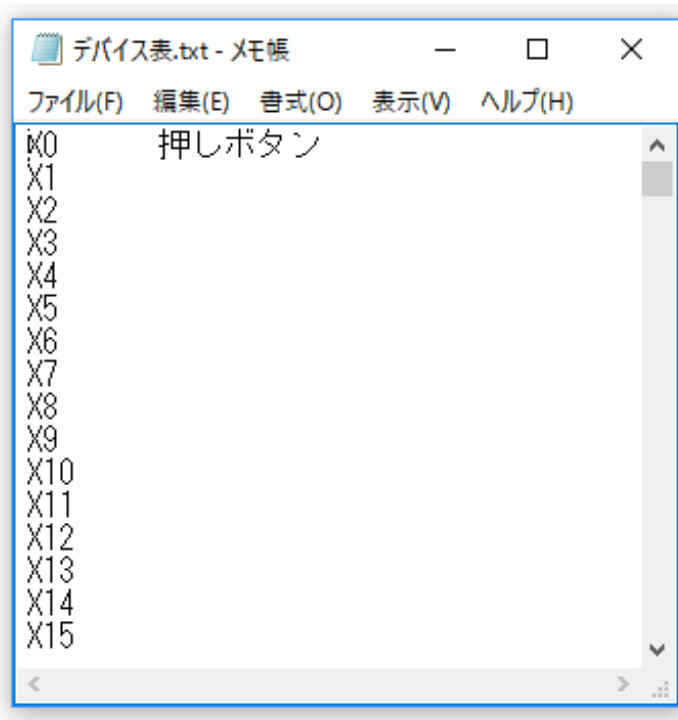 デバイス表.txt - メモ帳
ファイル(F) 編集(E) 書式(O) 表示(V) ヘルプ(H)
X0 押しボタン
X1
X2
X3
X4
X5
X6
X7
X8
X9
X10
X11
X12
X13
X14
X15